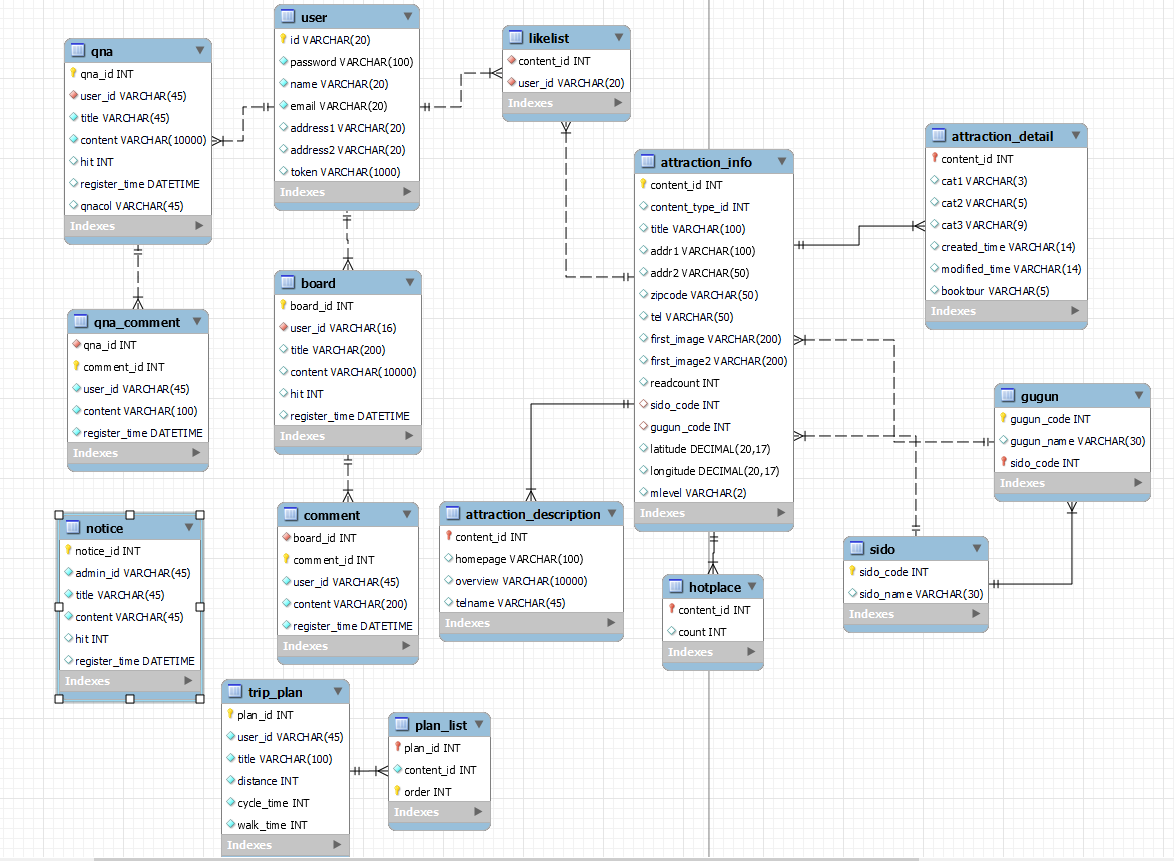 qna
qna_id INT
user_id VARCHAR(45)
title VARCHAR(45)
content VARCHAR(10000)
hit INT
register_time DATETIME
qnacol VARCHAR(45)
Indexes
user
id VARCHAR(20)
password VARCHAR(100)
name VARCHAR(20)
email VARCHAR(20)
address1 VARCHAR(20)
address2 VARCHAR(20)
token VARCHAR(1000)
Indexes
likelist
content_id INT
user_id VARCHAR(20)
Indexes
attraction_info
content_id INT
content_type_id INT
title VARCHAR(100)
addr1 VARCHAR(100)
addr2 VARCHAR(50)
zipcode VARCHAR(50)
tel VARCHAR(50)
first_image VARCHAR(200)
first_image2 VARCHAR(200)
readcount INT
sido_code INT
gugun_code INT
latitude DECIMAL(20,17)
longitude DECIMAL(20,17)
mlevel VARCHAR(2)
Indexes
attraction_detail
content_id INT
cat1 VARCHAR(3)
cat2 VARCHAR(5)
cat3 VARCHAR(9)
created_time VARCHAR(14)
modified_time VARCHAR(14)
booktour VARCHAR(5)
Indexes
board
board_id INT
user_id VARCHAR(16)
title VARCHAR(200)
content VARCHAR(10000)
hit INT
register_time DATETIME
Indexes
qna_comment
qna_id INT
comment_id INT
user_id VARCHAR(45)
content VARCHAR(100)
register_time DATETIME
Indexes
gugun
gugun_code INT
gugun_name VARCHAR(30)
sido_code INT
Indexes
notice
notice_id INT
admin_id VARCHAR(45)
title VARCHAR(45)
content VARCHAR(45)
hit INT
register_time DATETIME
Indexes
comment
board_id INT
comment_id INT
user_id VARCHAR(45)
content VARCHAR(200)
register_time DATETIME
Indexes
attraction_description
content_id INT
homepage VARCHAR(100)
overview VARCHAR(10000)
telname VARCHAR(45)
Indexes
hotplace
content_id INT
count INT
Indexes
sido
sido_code INT
sido_name VARCHAR(30)
Indexes
trip_plan
plan_id INT
user_id VARCHAR(45)
title VARCHAR(100)
distance INT
cycle_time INT
walk_time INT
Indexes
plan_list
plan_id INT
content_id INT
order INT
Indexes